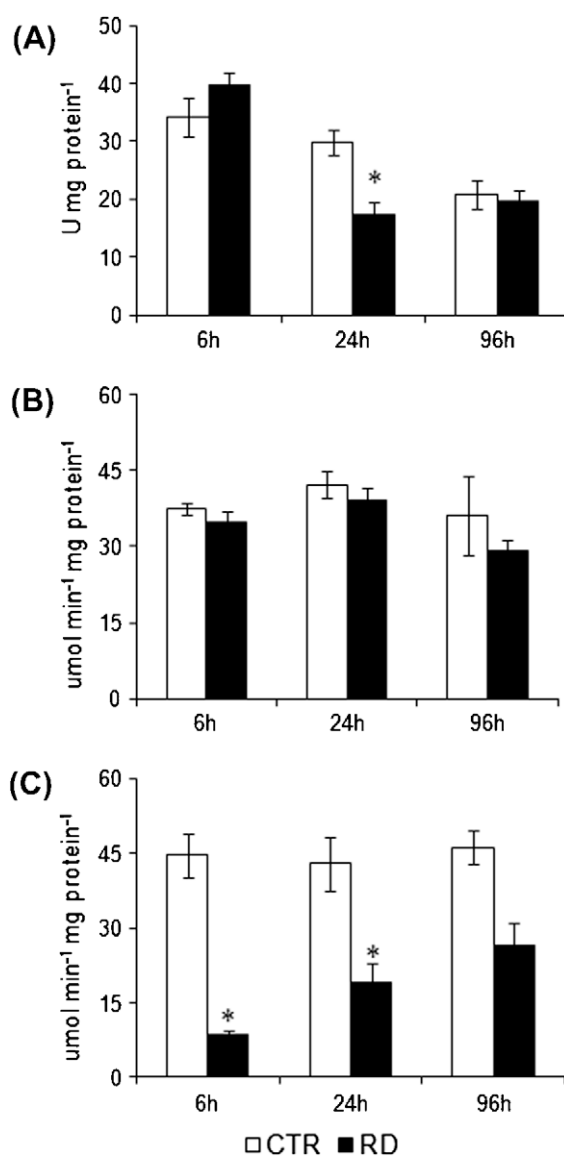 (A)
U mg protein⁻¹
50
40
30
20
10
0
*
6h 24h 96h
(B)
umol min⁻¹ mg protein⁻¹
60
45
30
15
0
6h 24h 96h
(C)
umol min⁻¹ mg protein⁻¹
60
45
30
15
0
* *
6h 24h 96h
CTR RD